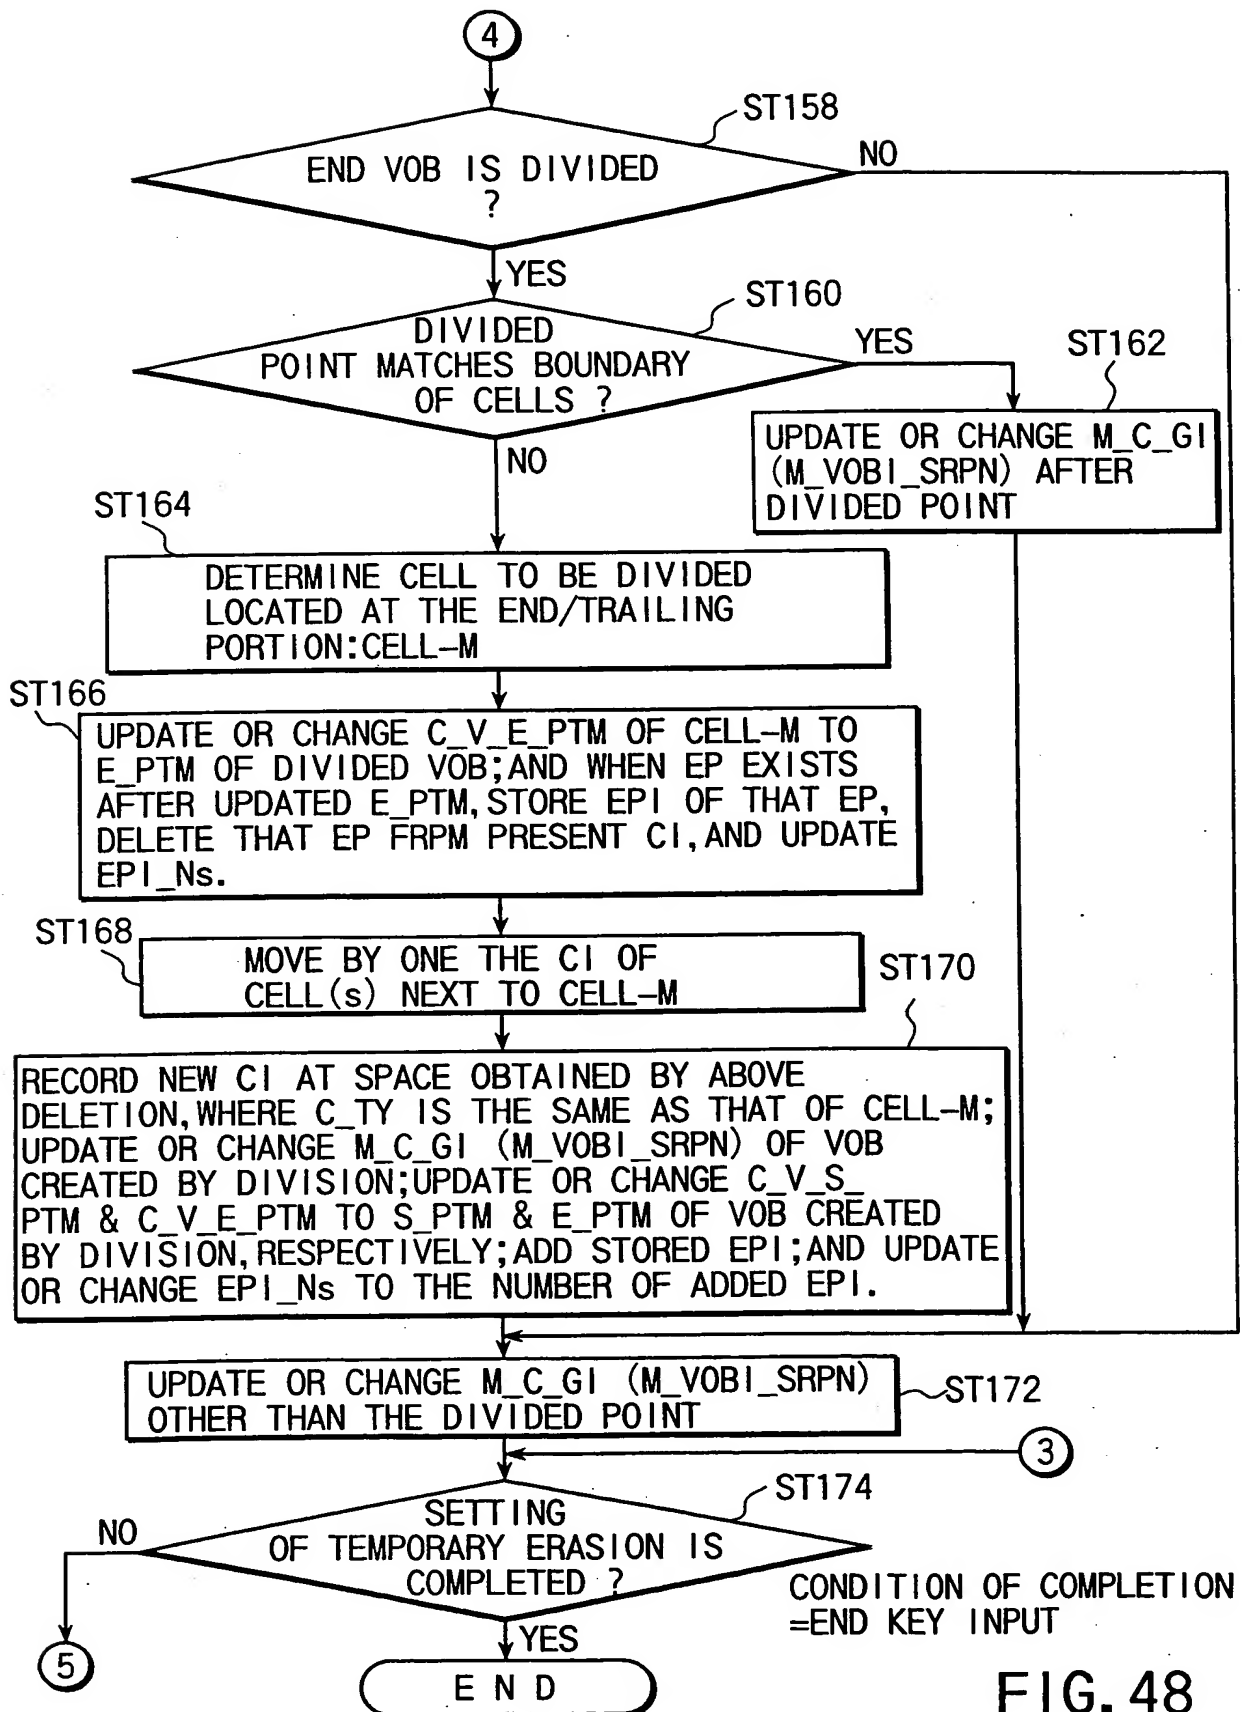 4
ST158
END VOB IS DIVIDED
?
NO
YES
ST160
DIVIDED
POINT MATCHES BOUNDARY
OF CELLS ?
YES
ST162
UPDATE OR CHANGE M_C_GI
(M_VOBI_SRPN) AFTER
DIVIDED POINT
NO
ST164
DETERMINE CELL TO BE DIVIDED
LOCATED AT THE END/TRAILING
PORTION:CELL-M
ST166
UPDATE OR CHANGE C_V_E_PTM OF CELL-M TO
E_PTM OF DIVIDED VOB;AND WHEN EP EXISTS
AFTER UPDATED E_PTM,STORE EPI OF THAT EP,
DELETE THAT EP FRPM PRESENT CI,AND UPDATE
EPI_Ns.
ST168
MOVE BY ONE THE CI OF
CELL(s) NEXT TO CELL-M
ST170
RECORD NEW CI AT SPACE OBTAINED BY ABOVE
DELETION,WHERE C_TY IS THE SAME AS THAT OF CELL-M;
UPDATE OR CHANGE M_C_GI (M_VOBI_SRPN) OF VOB
CREATED BY DIVISION;UPDATE OR CHANGE C_V_S_
PTM & C_V_E_PTM TO S_PTM & E_PTM OF VOB CREATED
BY DIVISION,RESPECTIVELY;ADD STORED EPI;AND UPDATE
OR CHANGE EPI_Ns TO THE NUMBER OF ADDED EPI.
UPDATE OR CHANGE M_C_GI (M_VOBI_SRPN)
OTHER THAN THE DIVIDED POINT
ST172
3
ST174
SETTING
OF TEMPORARY ERASION IS
COMPLETED ?
NO
CONDITION OF COMPLETION
=END KEY INPUT
YES
5
END
FIG. 48